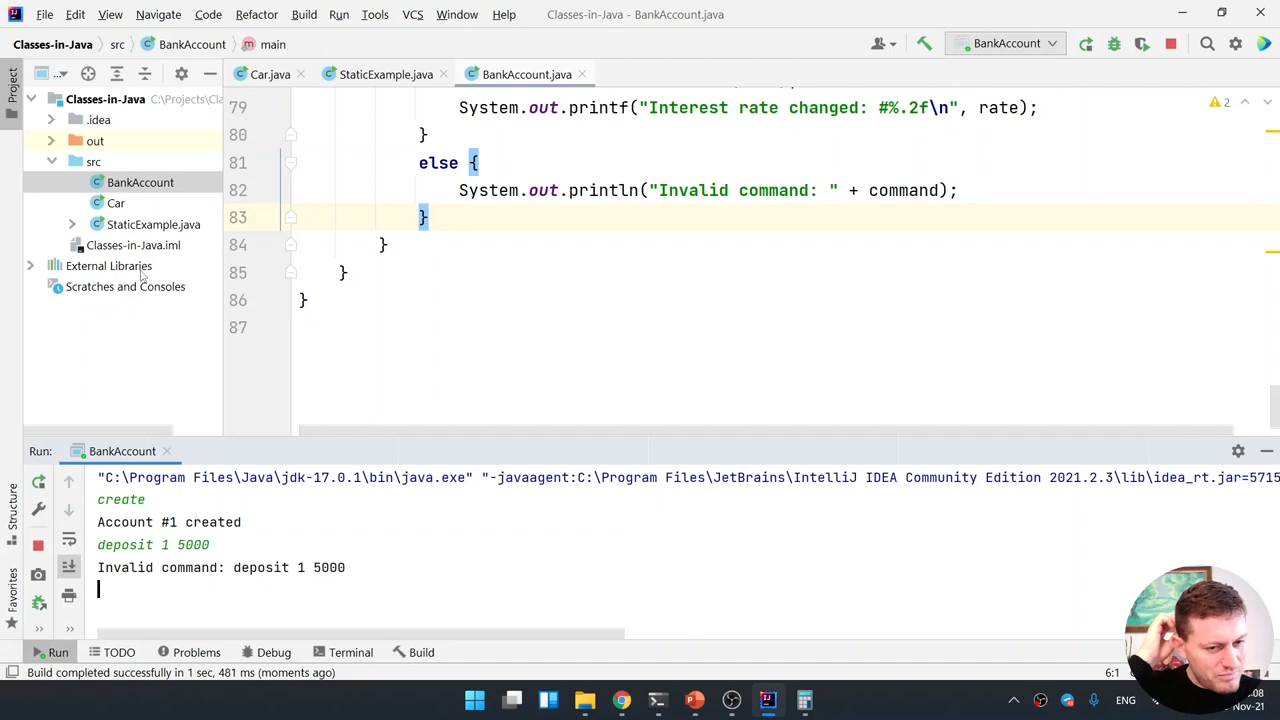 File Edit View Navigate Code Refactor Build Run Tools VCS Window Help Classes-in-Java - BankAccount.java
Classes-in-Java src BankAccount main BankAccount
Project
...
Car.java StaticExample.java BankAccount.java
Classes-in-Java C:\Projects\Cla
.idea
out
src
BankAccount
Car
StaticExample.java
Classes-in-Java.iml
External Libraries
Scratches and Consoles
79 System.out.printf("Interest rate changed: #%.2f\n", rate);
80 }
81 else {
82 System.out.println("Invalid command: " + command);
83 }
84 }
85 }
86 }
87
2
Run: BankAccount
"C:\Program Files\Java\jdk-17.0.1\bin\java.exe" "-javaagent:C:\Program Files\JetBrains\IntelliJ IDEA Community Edition 2021.2.3\lib\idea_rt.jar=5715
create
Account #1 created
deposit 1 5000
Invalid command: deposit 1 5000
Structure
Favorites
Run TODO Problems Debug Terminal Build
Build completed successfully in 1 sec, 481 ms (moments ago) 6:1
ENG